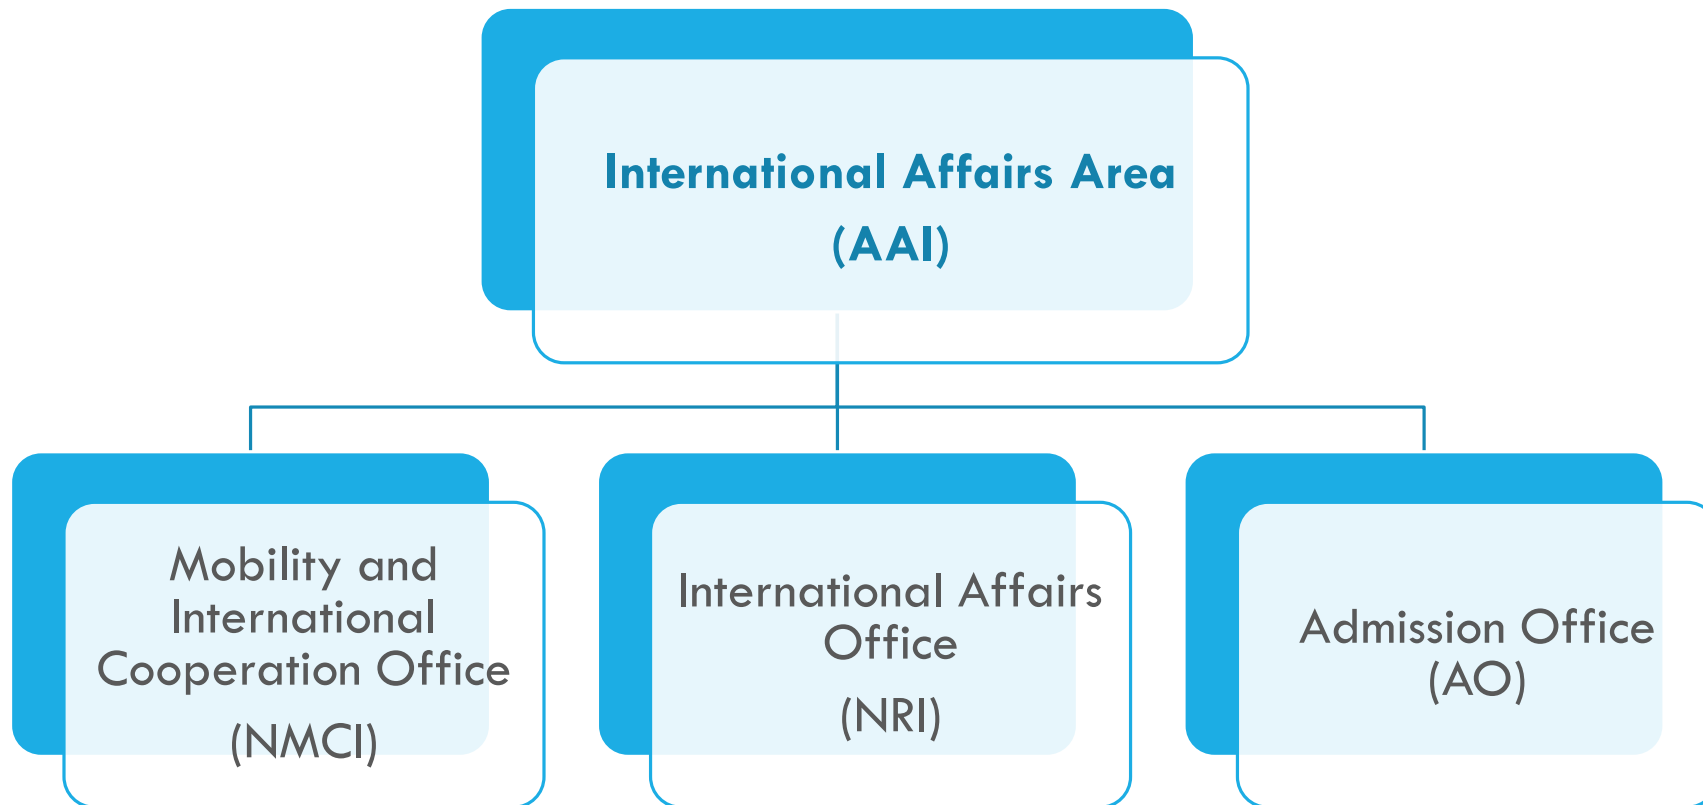 International Affairs Area
(AAI)
Mobility and
International
Cooperation Office
(NMCI)
International Affairs
Office
(NRI)
Admission Office
(AO)